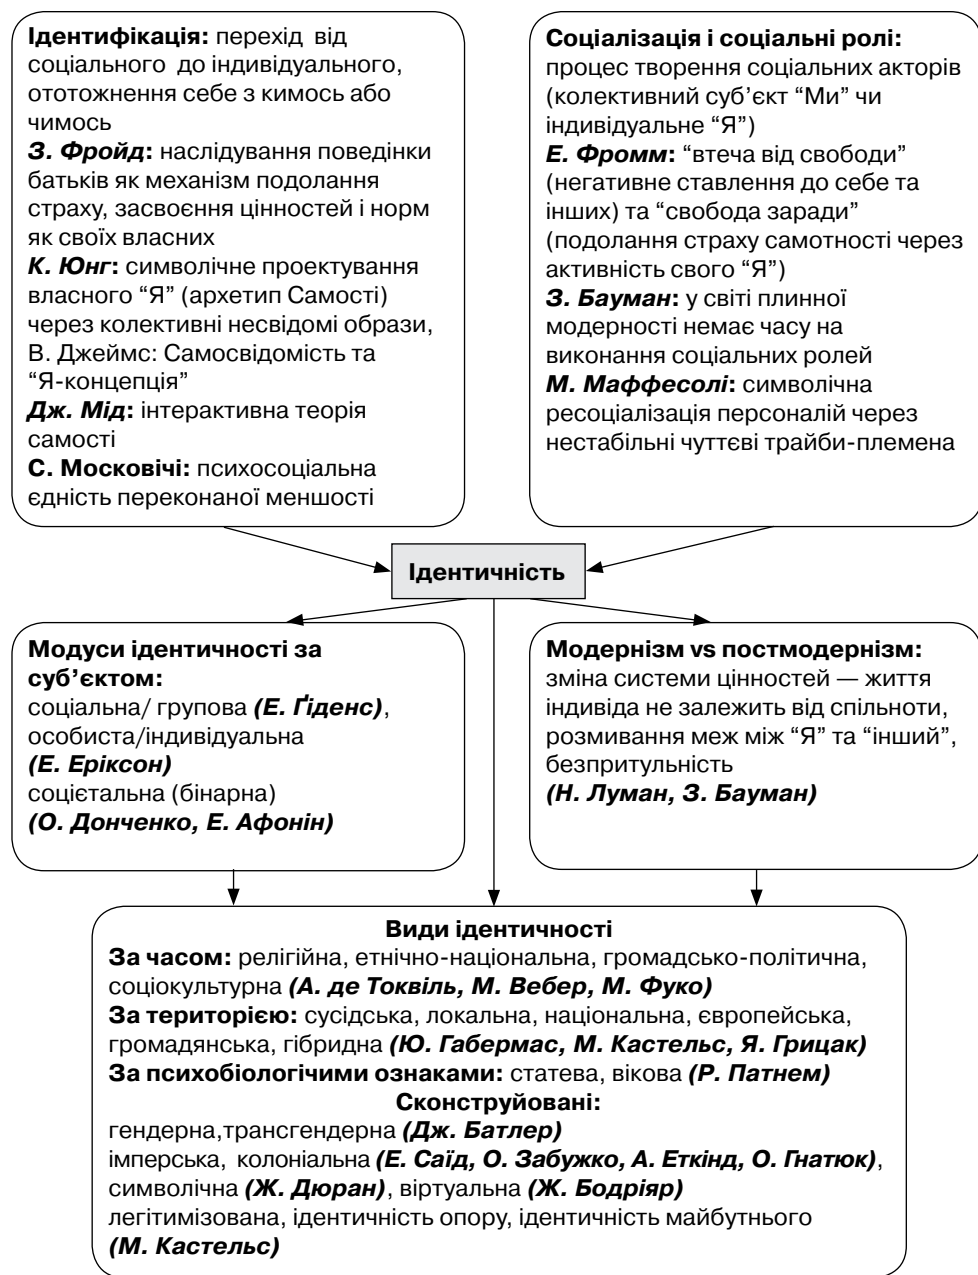 Ідентифікація: перехід від
соціального до індивідуального,
ототожнення себе з кимось або
чимось
З. Фройд: наслідування поведінки
батьків як механізм подолання
страху, засвоєння цінностей і норм
як своїх власних
К. Юнг: символічне проектування
власного “Я” (архетип Самості)
через колективні несвідомі образи,
В. Джеймс: Самосвідомість та
“Я-концепція”
Дж. Мід: інтерактивна теорія
самості
С. Московічі: психосоціальна
єдність переконаної меншості
Соціалізація і соціальні ролі:
процес творення соціальних акторів
(колективний суб’єкт “Ми” чи
індивідуальне “Я”)
Е. Фромм: “втеча від свободи”
(негативне ставлення до себе та
інших) та “свобода заради”
(подолання страху самотності через
активність свого “Я”)
З. Бауман: у світі плинної
модерності немає часу на
виконання соціальних ролей
М. Маффесолі: символічна
ресоціалізація персоналій через
нестабільні чуттєві трайби-племена
Ідентичність
Модуси ідентичності за
суб’єктом:
соціальна/ групова (Е. Ґіденс),
особиста/індивідуальна
(Е. Еріксон)
соцієтальна (бінарна)
(О. Донченко, Е. Афонін)
Модернізм vs постмодернізм:
зміна системи цінностей — життя
індивіда не залежить від спільноти,
розмивання меж між “Я” та “інший”,
безпритульність
(Н. Луман, З. Бауман)
Види ідентичності
За часом: релігійна, етнічно-національна, громадсько-політична,
соціокультурна (А. де Токвіль, М. Вебер, М. Фуко)
За територією: сусідська, локальна, національна, європейська,
громадянська, гібридна (Ю. Габермас, М. Кастельс, Я. Грицак)
За психобіологічими ознаками: статева, вікова (Р. Патнем)
Сконструйовані:
гендерна,трансгендерна (Дж. Батлер)
імперська, колоніальна (Е. Саїд, О. Забужко, А. Еткінд, О. Гнатюк),
символічна (Ж. Дюран), віртуальна (Ж. Бодріяр)
легітимізована, ідентичність опору, ідентичність майбутнього
(М. Кастельс)